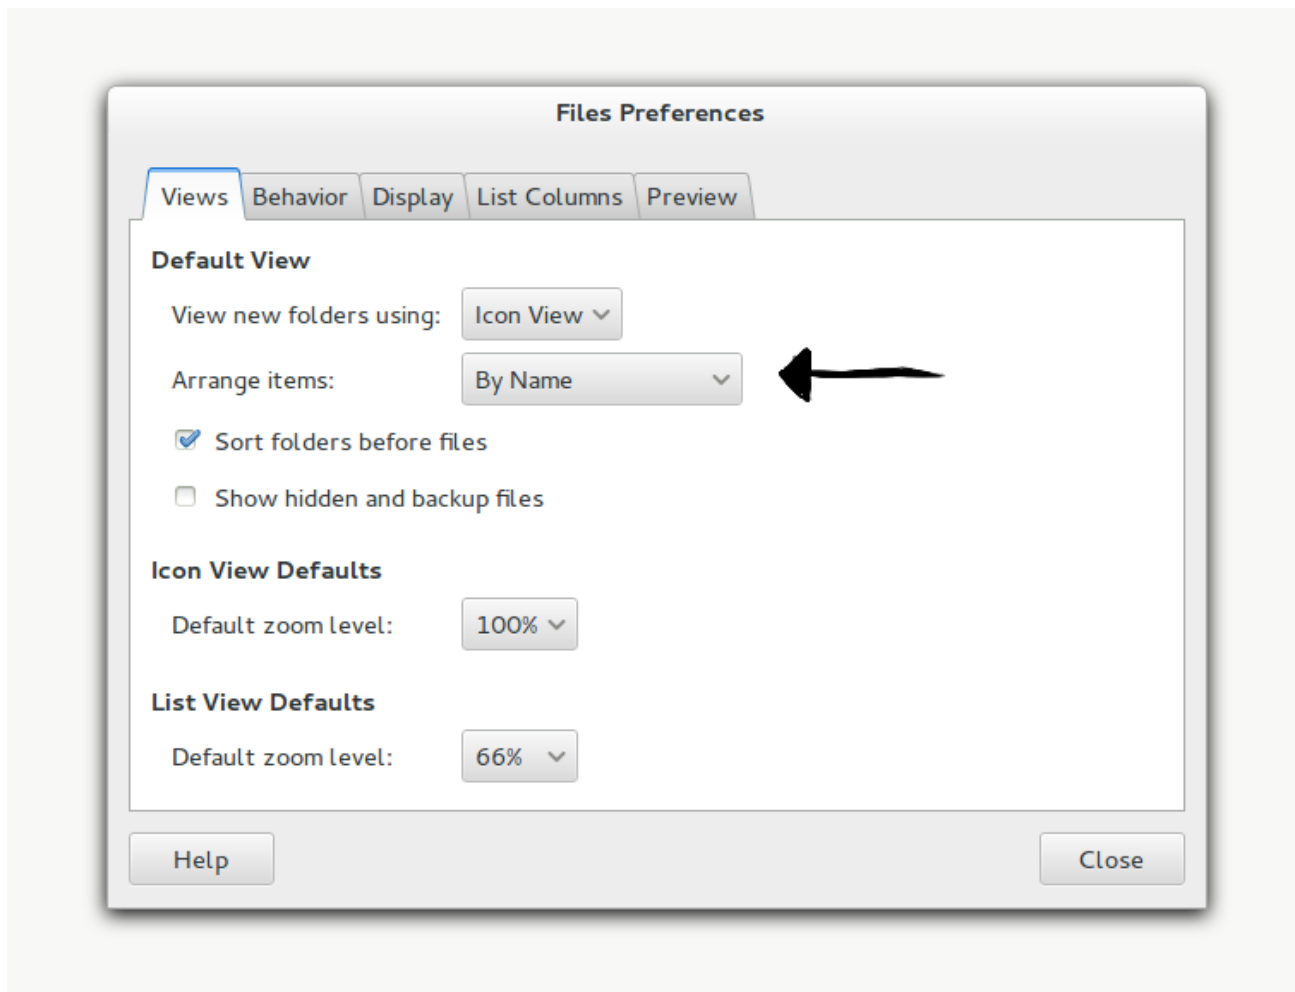 Files Preferences
Views Behavior Display List Columns Preview
Default View
View new folders using: Icon View
Arrange items: By Name
Sort folders before files
Show hidden and backup files
Icon View Defaults
Default zoom level: 100%
List View Defaults
Default zoom level: 66%
Help Close